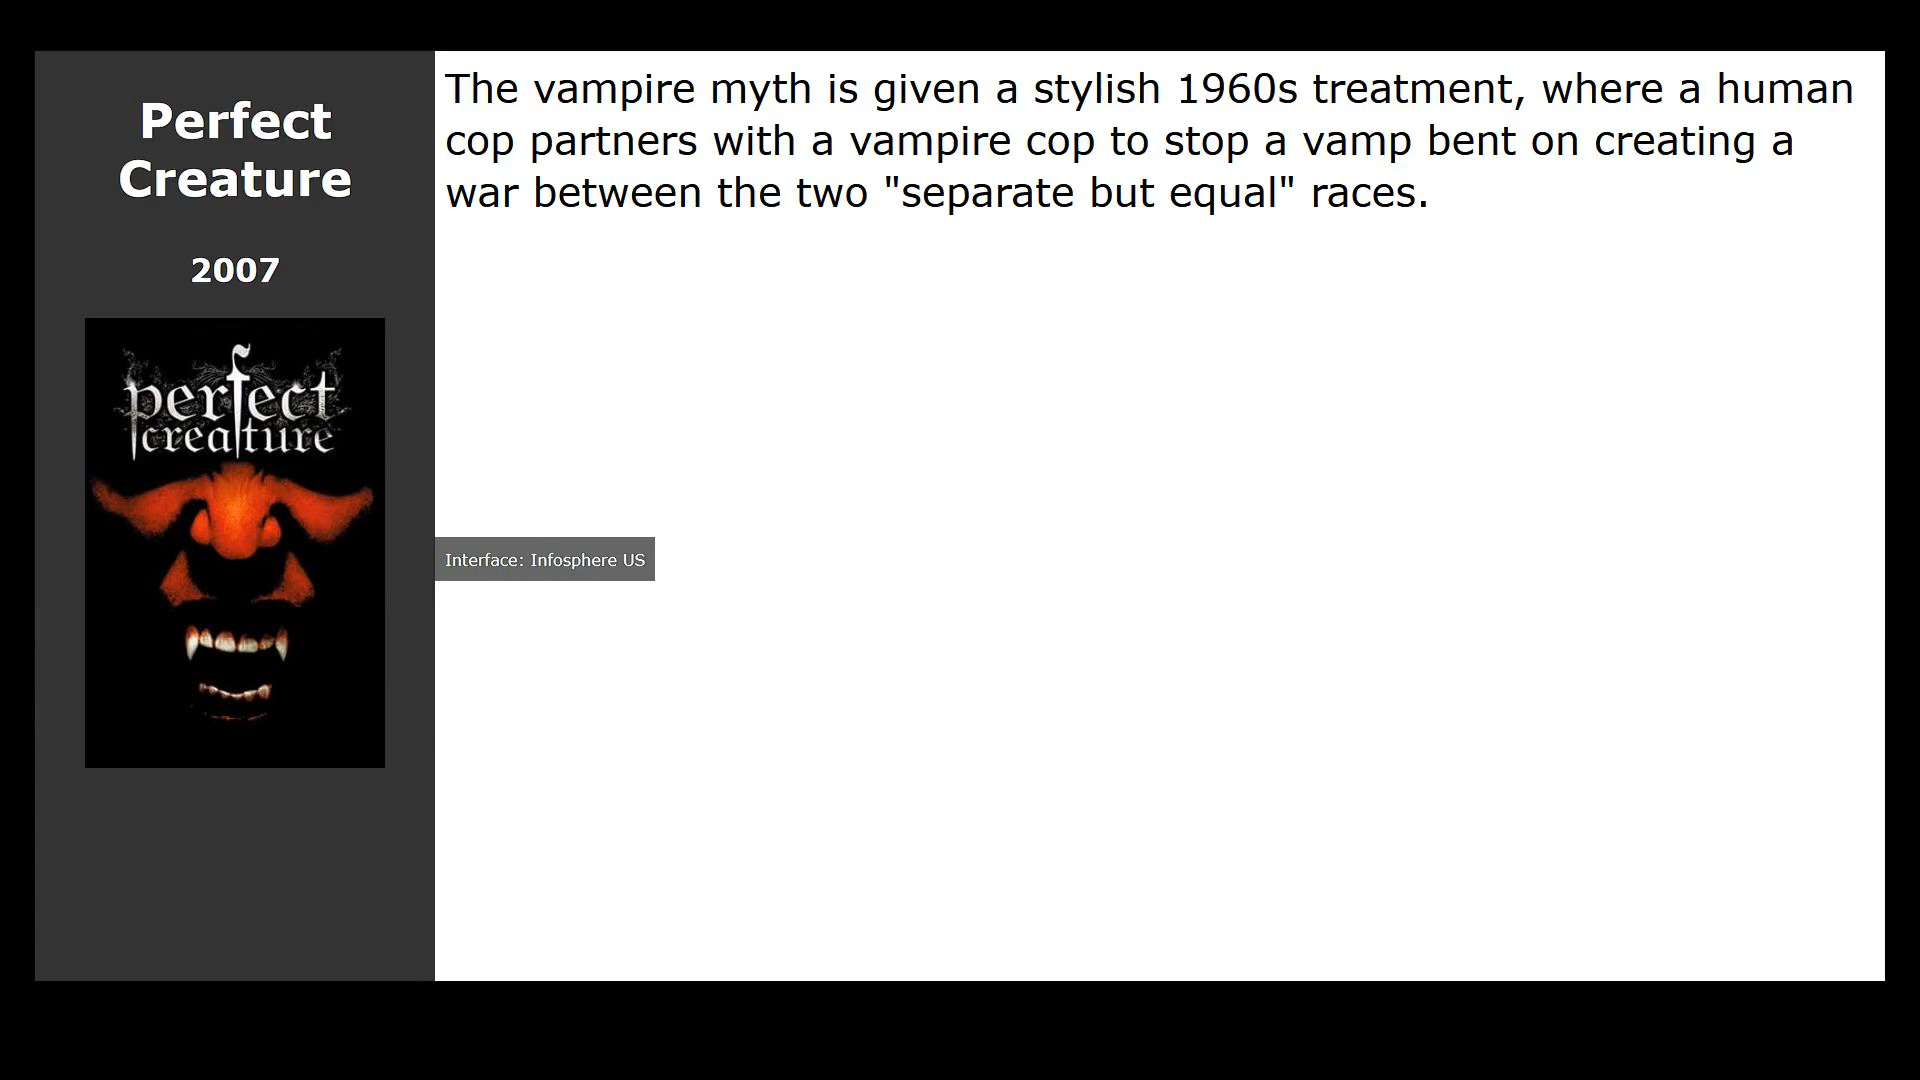 Perfect
Creature
2007
perfect
creature
The vampire myth is given a stylish 1960s treatment, where a human
cop partners with a vampire cop to stop a vamp bent on creating a
war between the two "separate but equal" races.
Interface: Infosphere US